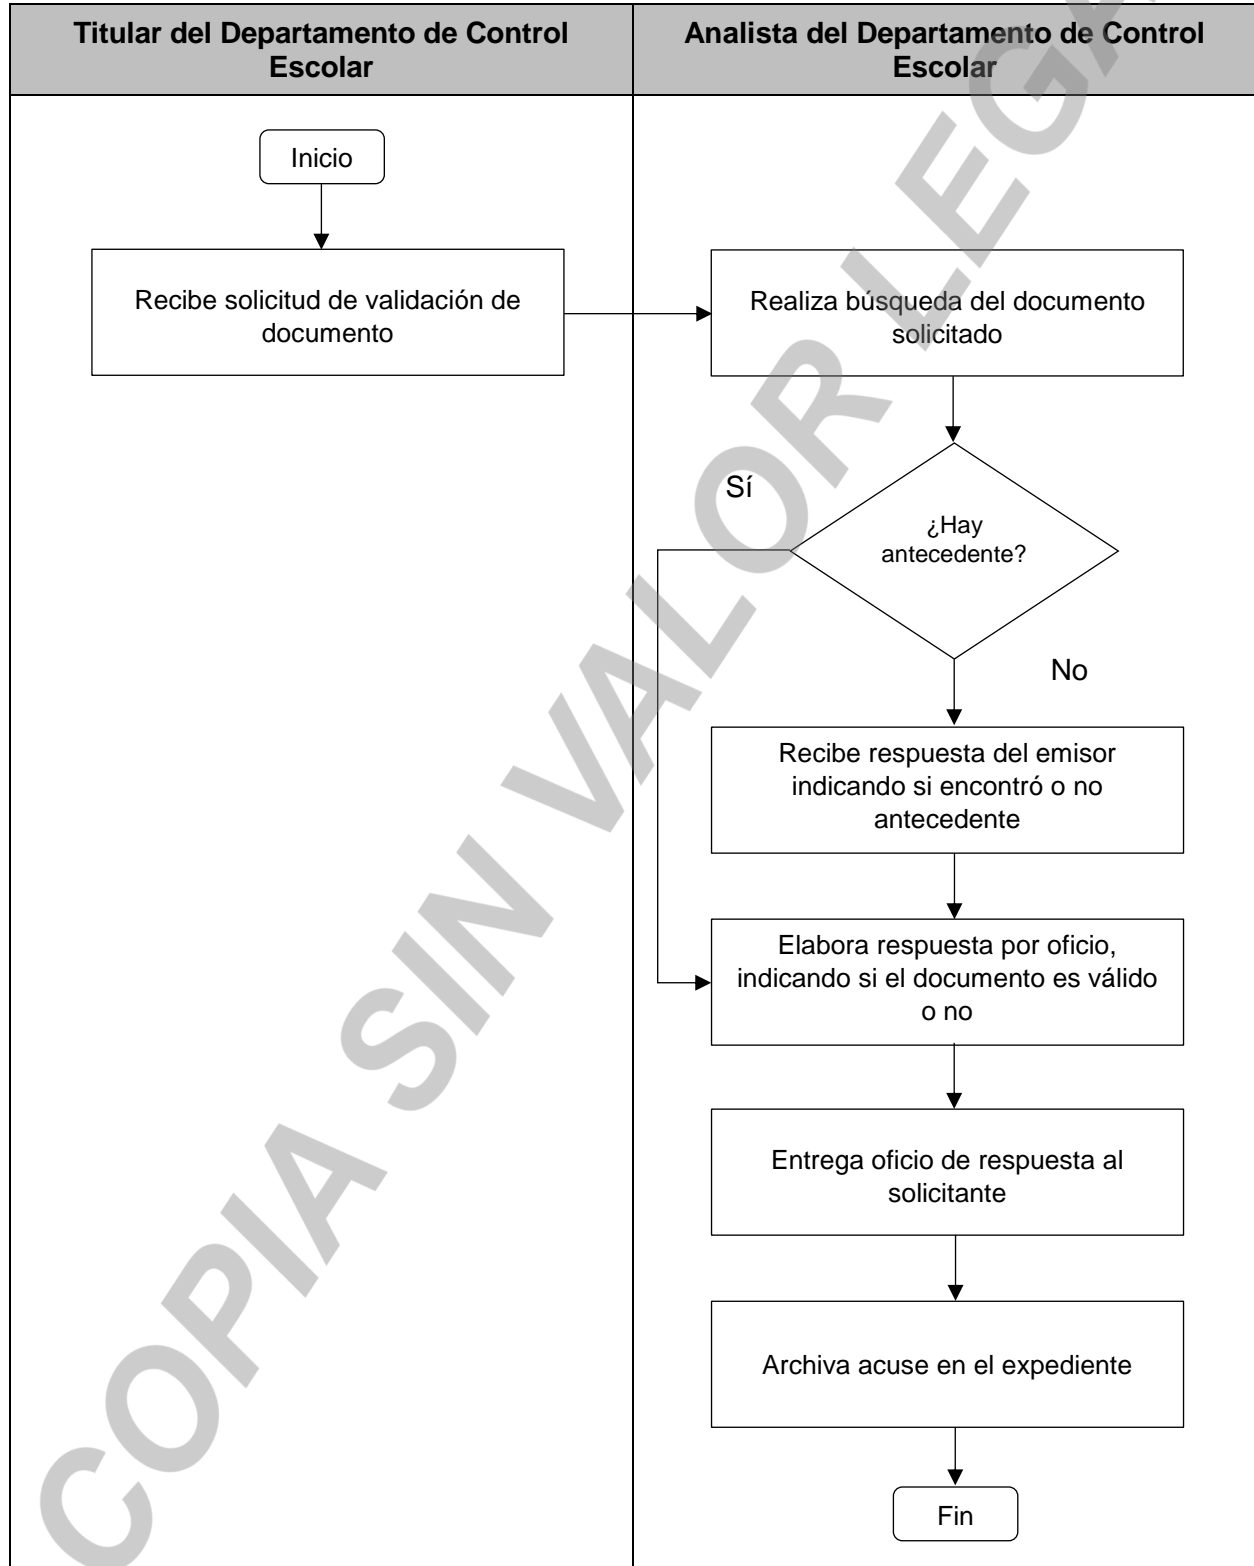 Titular del Departamento de Control
Escolar
Analista del Departamento de Control
Escolar
Inicio
Recibe solicitud de validación de
documento
Realiza búsqueda del documento
solicitado
¿Hay
antecedente?
Sí
No
Recibe respuesta del emisor
indicando si encontró o no
antecedente
Elabora respuesta por oficio,
indicando si el documento es válido
o no
Entrega oficio de respuesta al
solicitante
Archiva acuse en el expediente
Fin
COPIA SIN VALOR LEGA